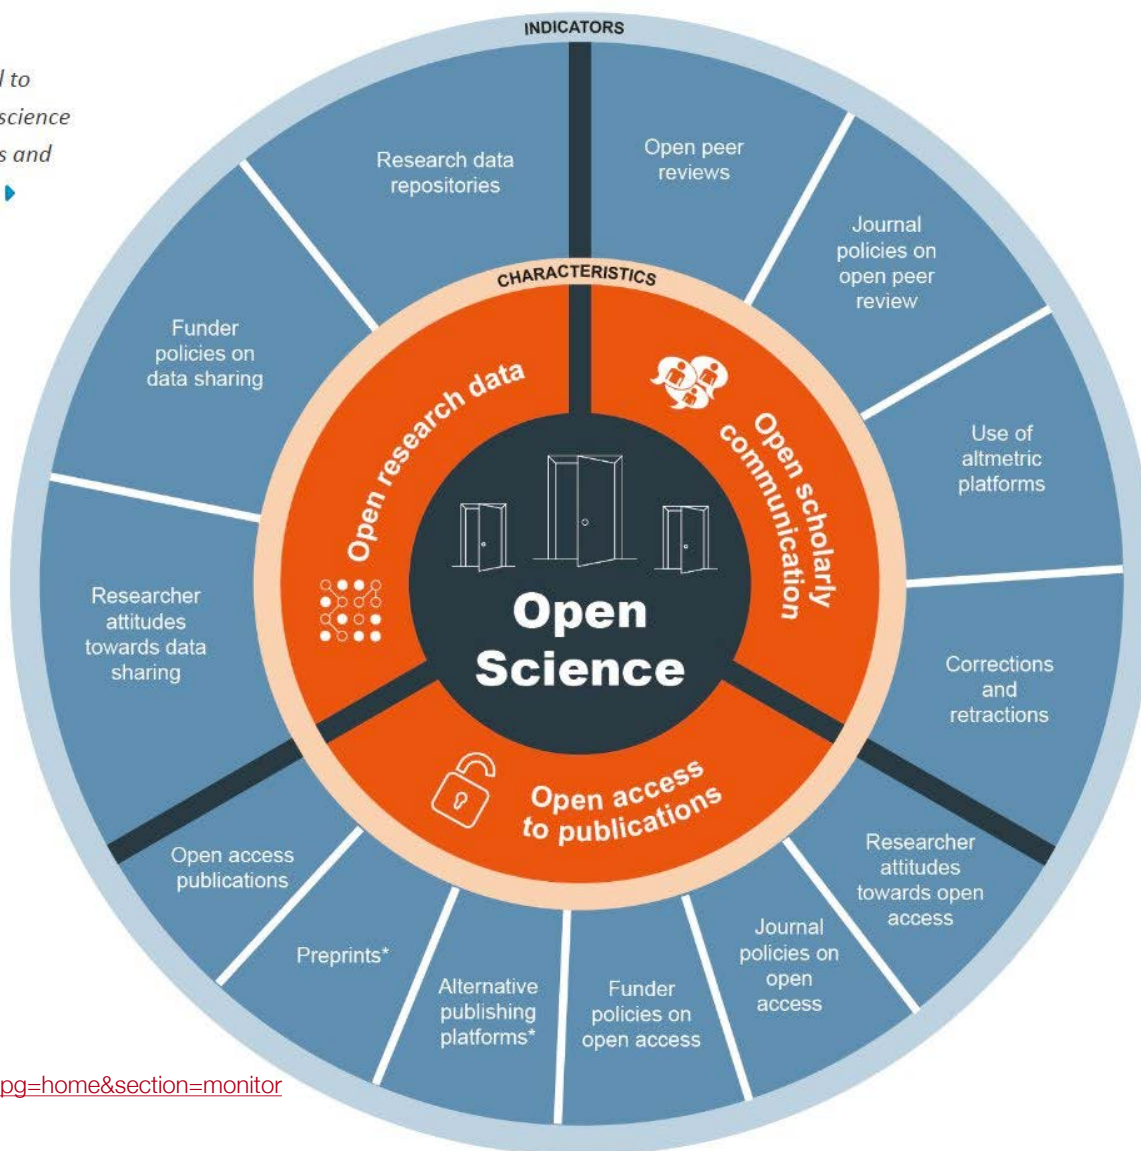 INDICATORS
l to
science
s and
Research data
repositories
Open peer
reviews
Journal
policies on
open peer
review
Use of
altmetric
platforms
Corrections
and
retractions
Researcher
attitudes
towards open
access
Journal
policies on
open
access
Funder
policies on
open access
Alternative
publishing
platforms*
Preprints*
Open access
publications
Researcher
attitudes
towards data
sharing
Funder
policies on
data sharing
CHARACTERISTICS
Open research data
Open scholarly
communication
Open access
to publications
Open
Science
pg=home&section=monitor